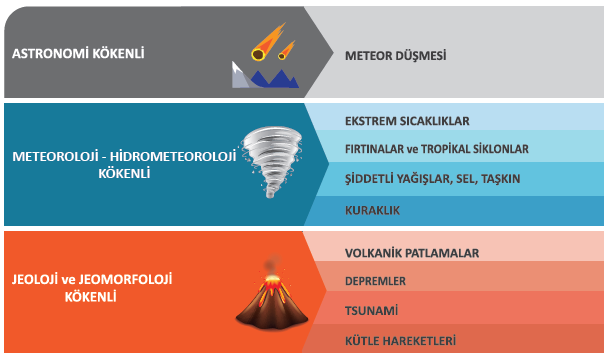 ASTRONOMİ KÖKENLİ
METEOR DÜŞMESİ
METEOROLOJİ - HİDROMETEOROLOJİ
KÖKENLİ
EKSTREM SICAKLIKLAR
FIRTINALAR ve TROPİKAL SİKLONLAR
ŞİDDETLİ YAĞIŞLAR, SEL, TAŞKIN
KURAKLIK
JEOLOJİ ve JEOMORFOLOJİ
KÖKENLİ
VOLKANİK PATLAMALAR
DEPREMLER
TSUNAMİ
KÜTLE HAREKETLERİ